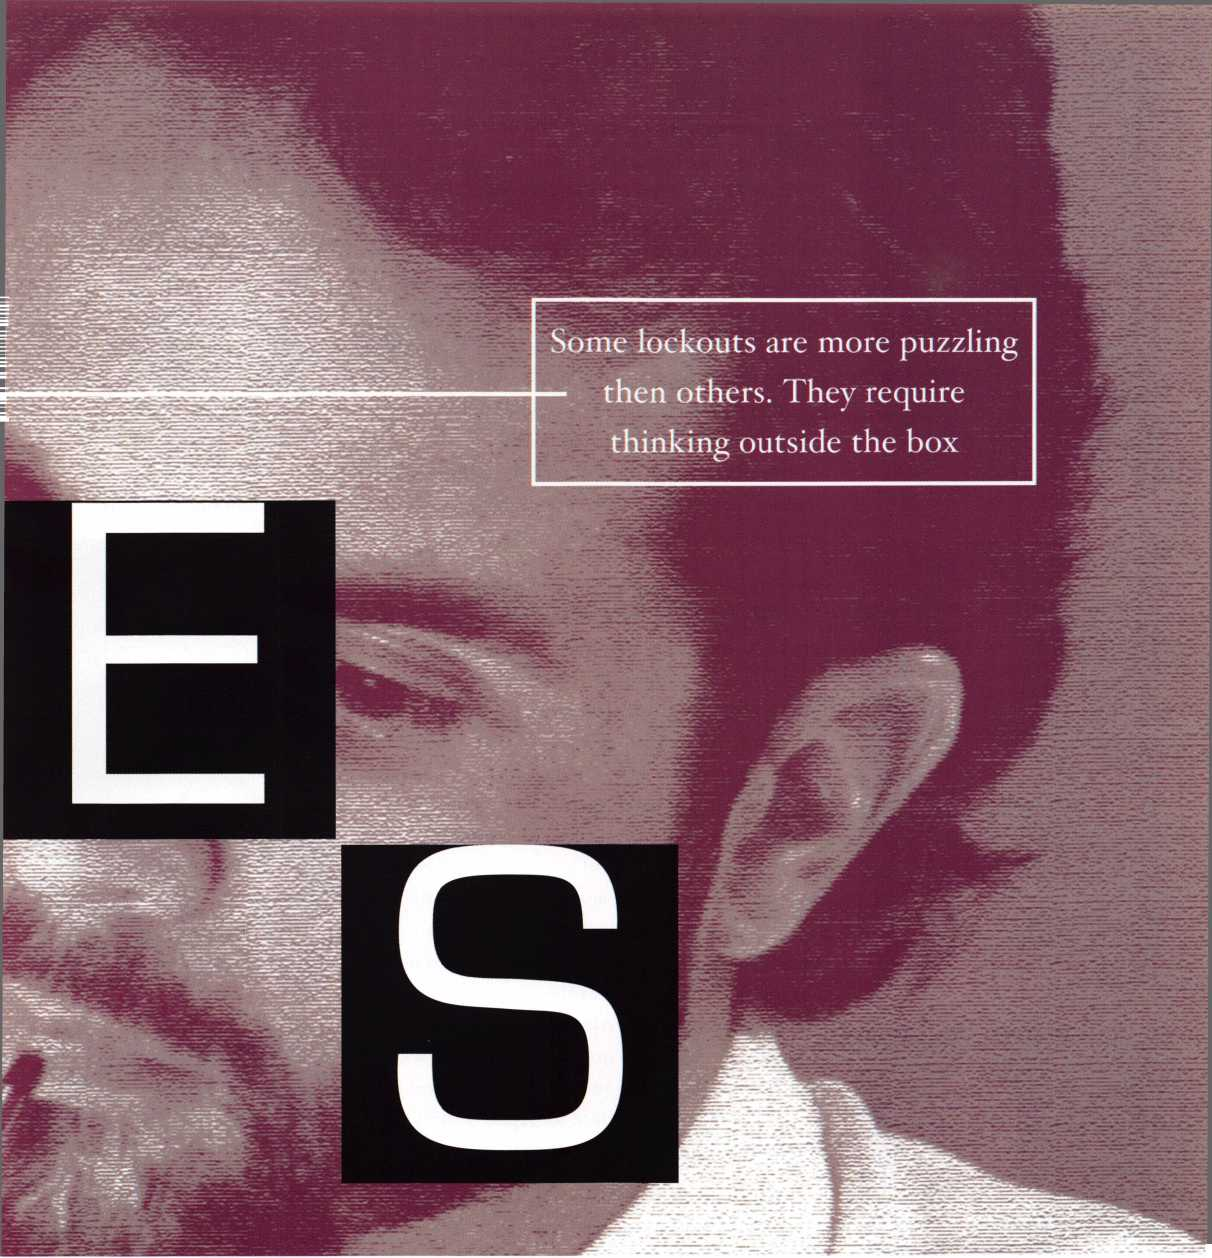 Some lockouts are more puzzling
then others. They require
thinking outside the box
E
S